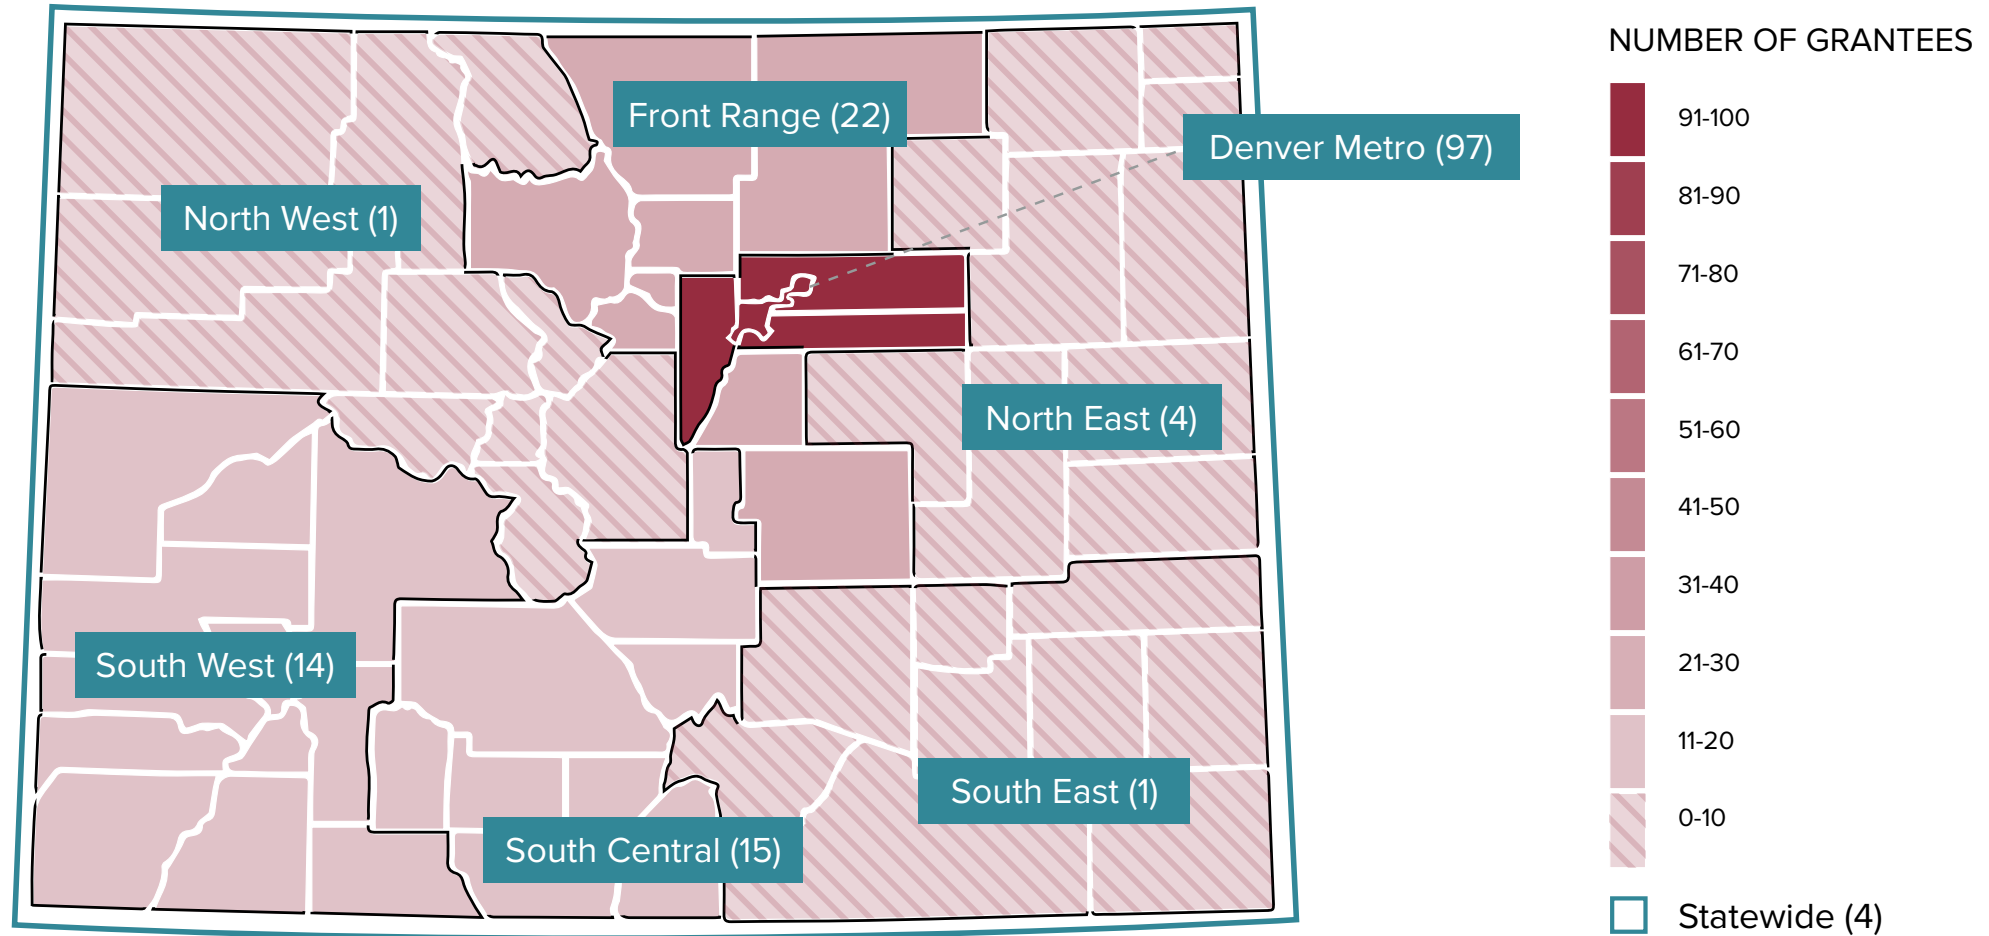 NUMBER OF GRANTEES
Front Range (22)
Denver Metro (97)
North West (1)
North East (4)
South West (14)
South East (1)
South Central (15)
91-100
81-90
71-80
61-70
51-60
41-50
31-40
21-30
11-20
0-10
Statewide (4)